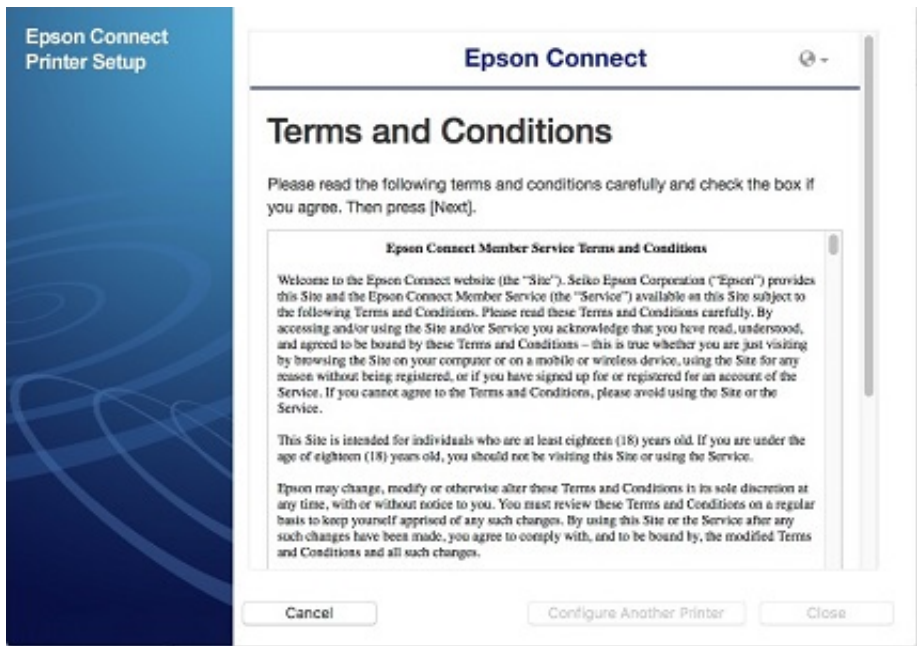 Epson Connect
Printer Setup
Epson Connect
Terms and Conditions
Please read the following terms and conditions carefully and check the box if
you agree. Then press [Next].
Epson Connect Member Service Terms and Conditions
Welcome to the Epson Connect website (the “Site”). Seiko Epson Corporation (“Epson”) provides
this Site and the Epson Connect Member Service (the “Service”) available on this Site subject to
the following Terms and Conditions. Please read these Terms and Conditions carefully. By
accessing and/or using the Site and/or Service you acknowledge that you have read, understood,
and agreed to be bound by these Terms and Conditions – this is true whether you are just visiting
by browsing the Site on your computer or on a mobile or wireless device, using the Site for any
reason without being registered, or if you have signed up for or registered for an account of the
Service. If you cannot agree to the Terms and Conditions, please avoid using the Site or the
Service.
This Site is intended for individuals who are at least eighteen (18) years old. If you are under the
age of eighteen (18) years old, you should not be visiting this Site or using the Service.
Epson may change, modify or otherwise alter these Terms and Conditions in its sole discretion at
any time, with or without notice to you. You must review these Terms and Conditions on a regular
basis to keep yourself apprised of any such changes. By using this Site or the Service after any
such changes have been made, you agree to comply with, and to be bound by, the modified Terms
and Conditions and all such changes.
Cancel
Configure Another Printer
Close